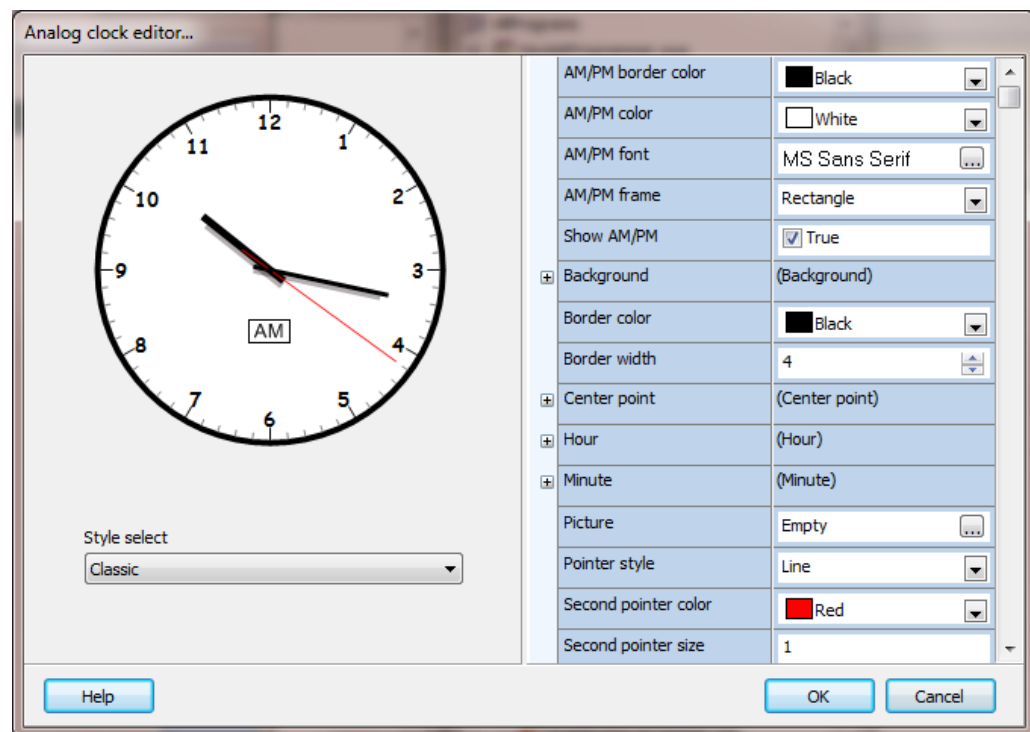 Analog clock editor...
12
1
2
3
4
5
6
7
8
9
10
11
AM
Style select
Classic
AM/PM border color Black
AM/PM color White
AM/PM font MS Sans Serif ...
AM/PM frame Rectangle
Show AM/PM True
Background (Background)
Border color Black
Border width 4
Center point (Center point)
Hour (Hour)
Minute (Minute)
Picture Empty ...
Pointer style Line
Second pointer color Red
Second pointer size 1
Help OK Cancel